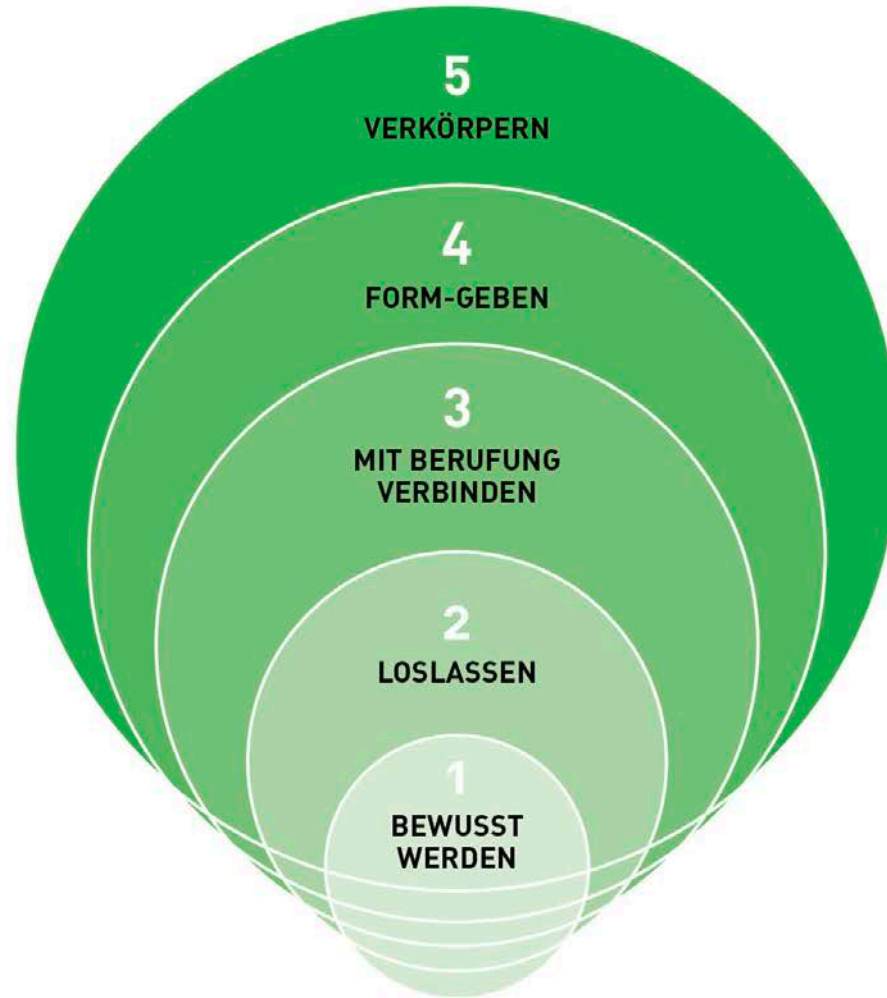 5
VERKÖRPERN
4
FORM-GEBEN
3
MIT BERUFUNG
VERBINDEN
2
LOSLASSEN
1
BEWUSST
WERDEN